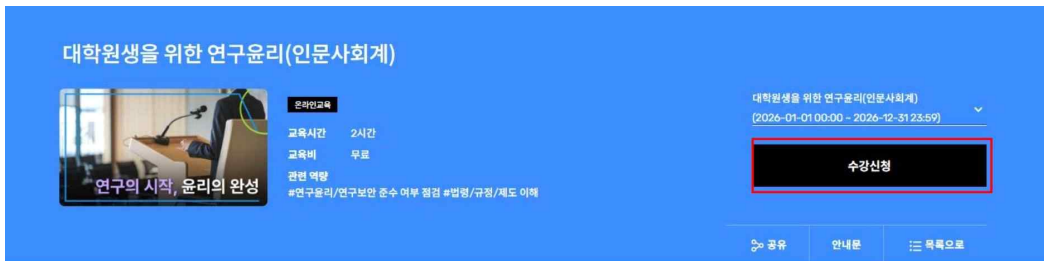 대학원생을 위한 연구윤리(인문사회계)
연구의 시작, 윤리의 완성
온라인교육
교육시간 2시간
교육비 무료
관련 역량
#연구윤리/연구보안 준수 여부 점검 #법령/규정/제도 이해
대학원생을 위한 연구윤리(인문사회계)
(2026-01-01 00:00 ~ 2026-12-31 23:59)
수강신청
공유 안내문 목록으로